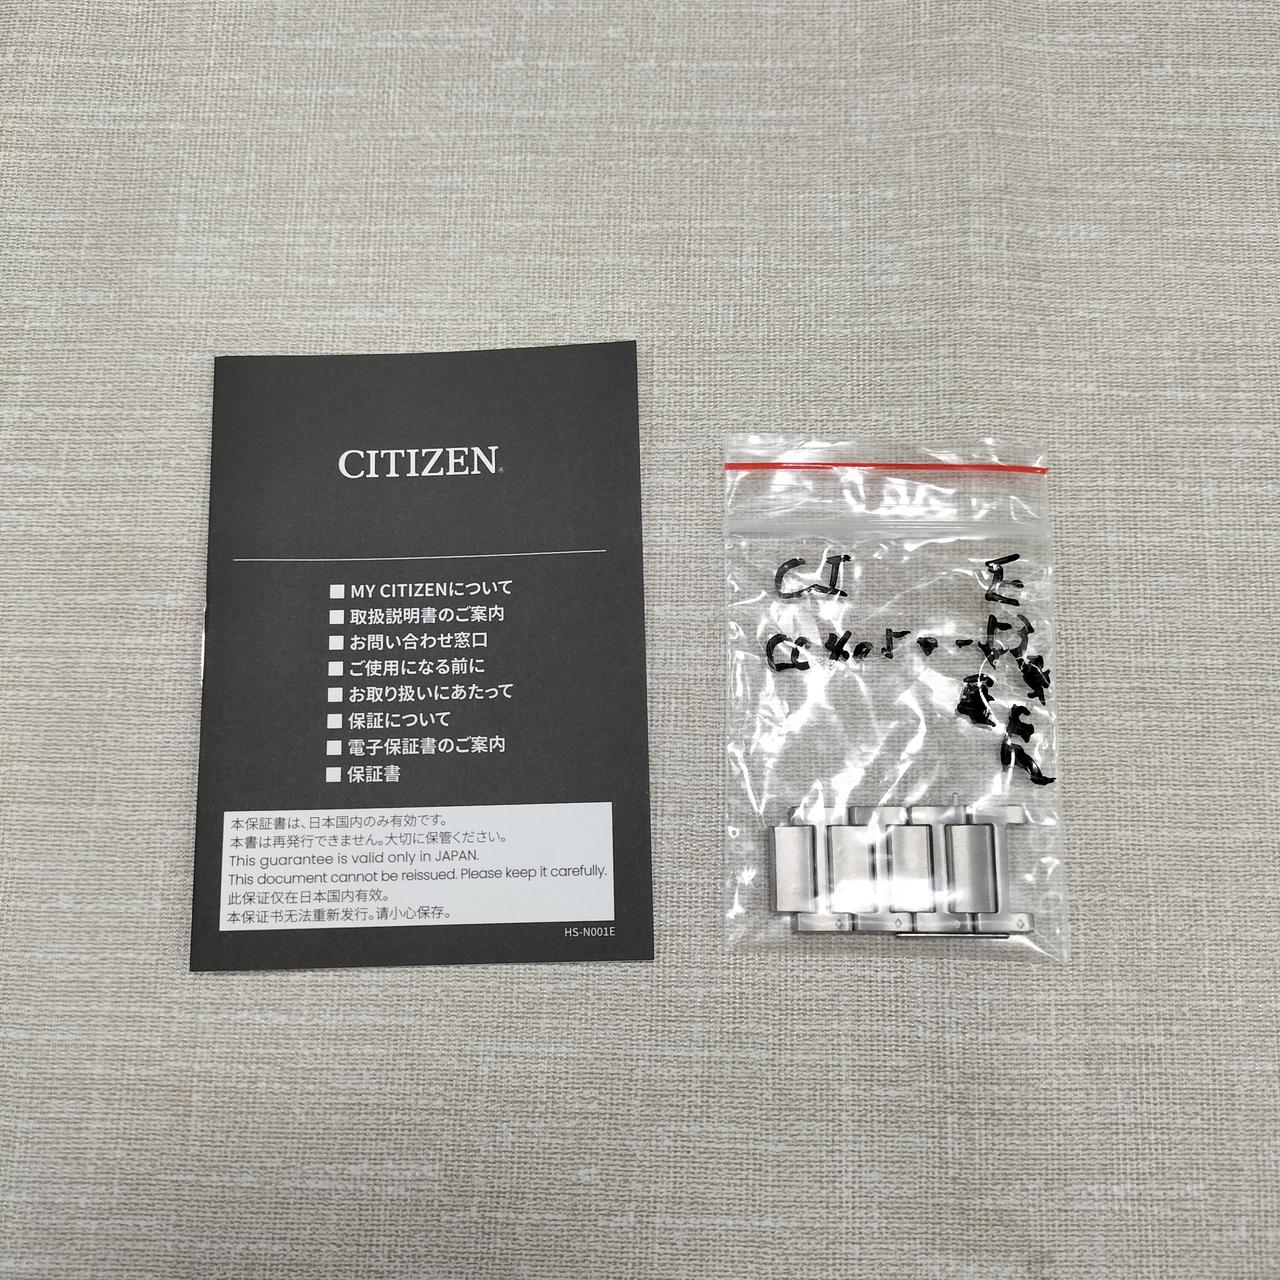 CITIZEN
■ MY CITIZENについて
■ 取扱説明書のご案内
■ お問い合わせ窓口
■ ご使用になる前に
■ お取り扱いにあたって
■ 保証について
■ 電子保証書のご案内
■ 保証書
本保証書は、日本国内のみ有効です。
本書は再発行できません。大切に保管ください。
This guarantee is valid only in JAPAN.
This document cannot be reissued. Please keep it carefully.
此保证仅在日本国内有效。
本保证书无法重新发行。请小心保存。
HS-N001E
CI